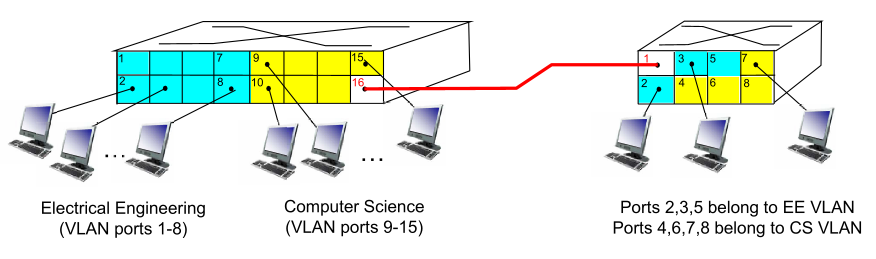 1 7 9 15
2 8 10 16
1 3 5 7
2 4 6 8
... ...
Electrical Engineering
(VLAN ports 1-8)
Computer Science
(VLAN ports 9-15)
Ports 2,3,5 belong to EE VLAN
Ports 4,6,7,8 belong to CS VLAN